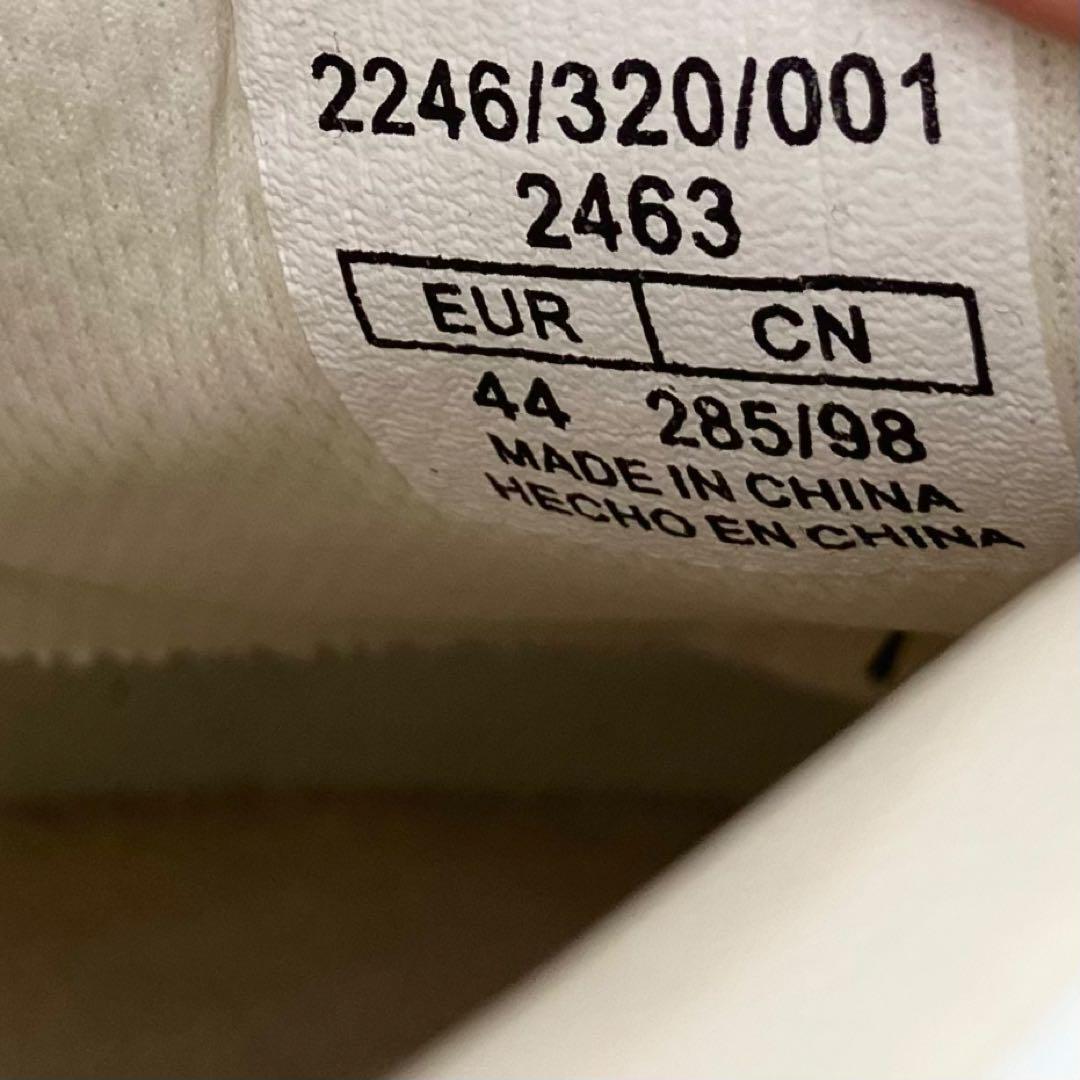 2246/320/001
2463
EUR CN
44 285/98
MADE IN CHINA
HECHO EN CHINA